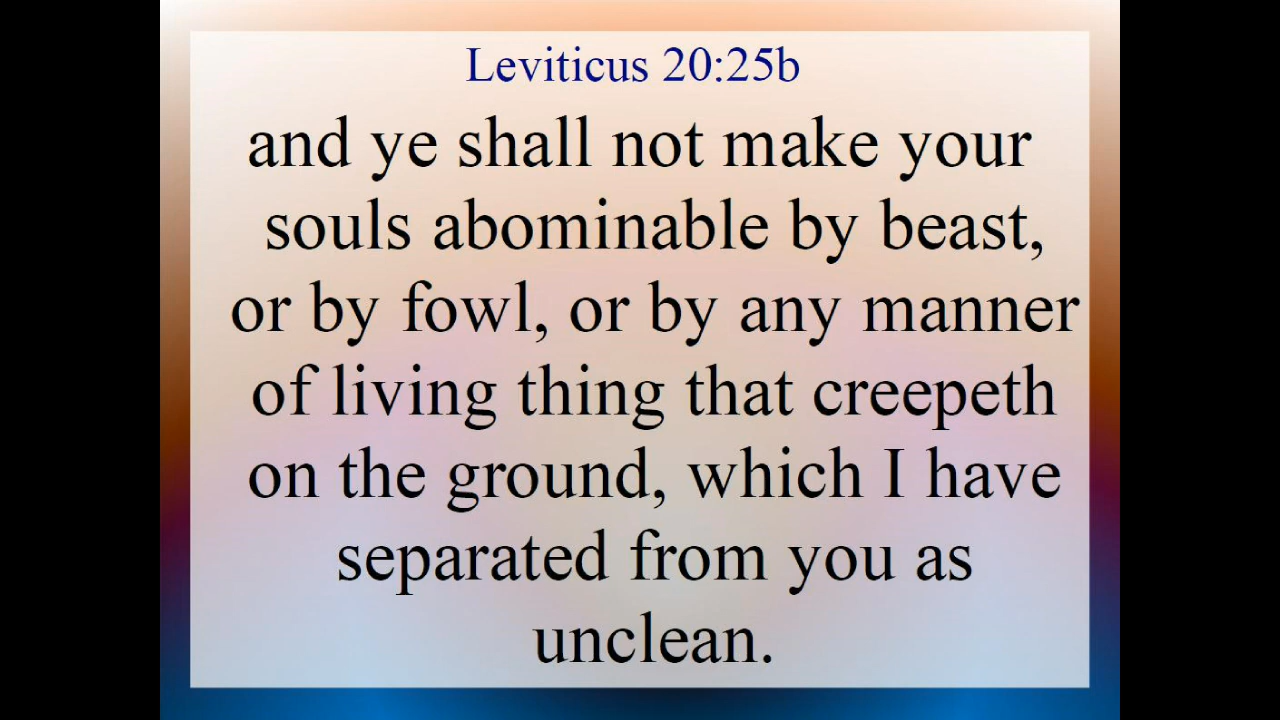 Leviticus 20:25b
and ye shall not make your
souls abominable by beast,
or by fowl, or by any manner
of living thing that creepeth
on the ground, which I have
separated from you as
unclean.